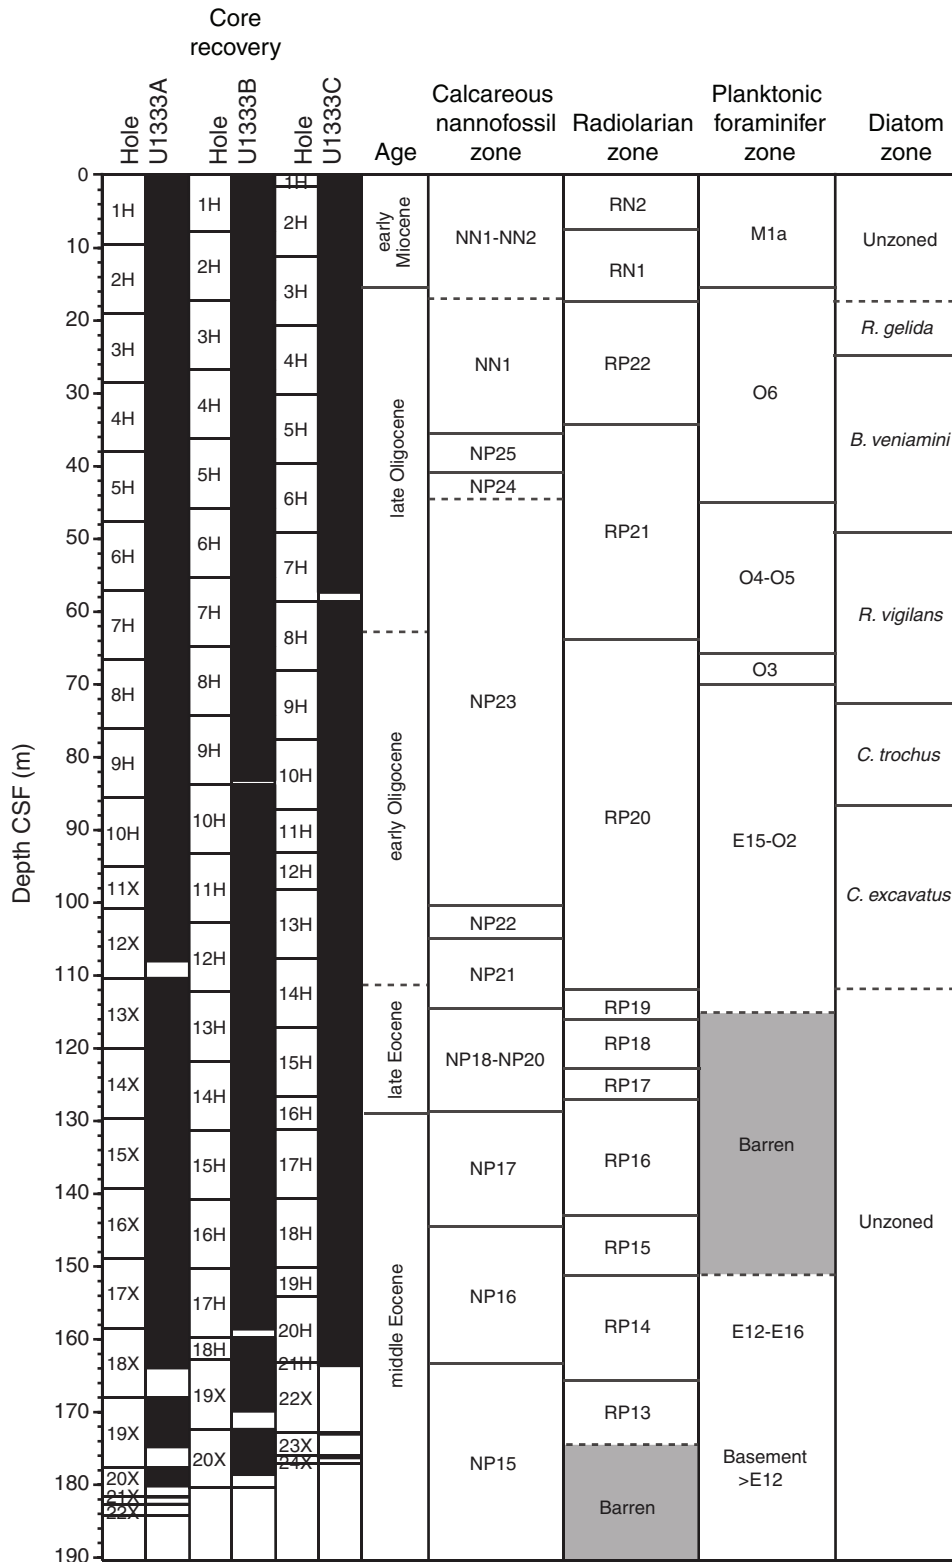 Core
recovery
Hole
U1333A
Hole
U1333B
Hole
U1333C
Age
Calcareous
nannofossil
zone
Radiolarian
zone
Planktonic
foraminifer
zone
Diatom
zone
Depth CSF (m)
0
10
20
30
40
50
60
70
80
90
100
110
120
130
140
150
160
170
180
190
1H
2H
3H
4H
5H
6H
7H
8H
9H
10H
11X
12X
13X
14X
15X
16X
17X
18X
19X
20X
21X
22X
1H
2H
3H
4H
5H
6H
7H
8H
9H
10H
11H
12H
13H
14H
15H
16H
17H
18H
19X
20X
1H
2H
3H
4H
5H
6H
7H
8H
9H
10H
11H
12H
13H
14H
15H
16H
17H
18H
19H
20H
21H
22X
23X
24X
early
Miocene
late Oligocene
early Oligocene
late Eocene
middle Eocene
NN1-NN2
NN1
NP25
NP24
NP23
NP22
NP21
NP18-NP20
NP17
NP16
NP15
RN2
RN1
RP22
RP21
RP20
RP19
RP18
RP17
RP16
RP15
RP14
RP13
Barren
M1a
O6
O4-O5
O3
E15-O2
Barren
E12-E16
Basement
>E12
Unzoned
R. gelida
B. veniamini
R. vigilans
C. trochus
C. excavatus
Unzoned